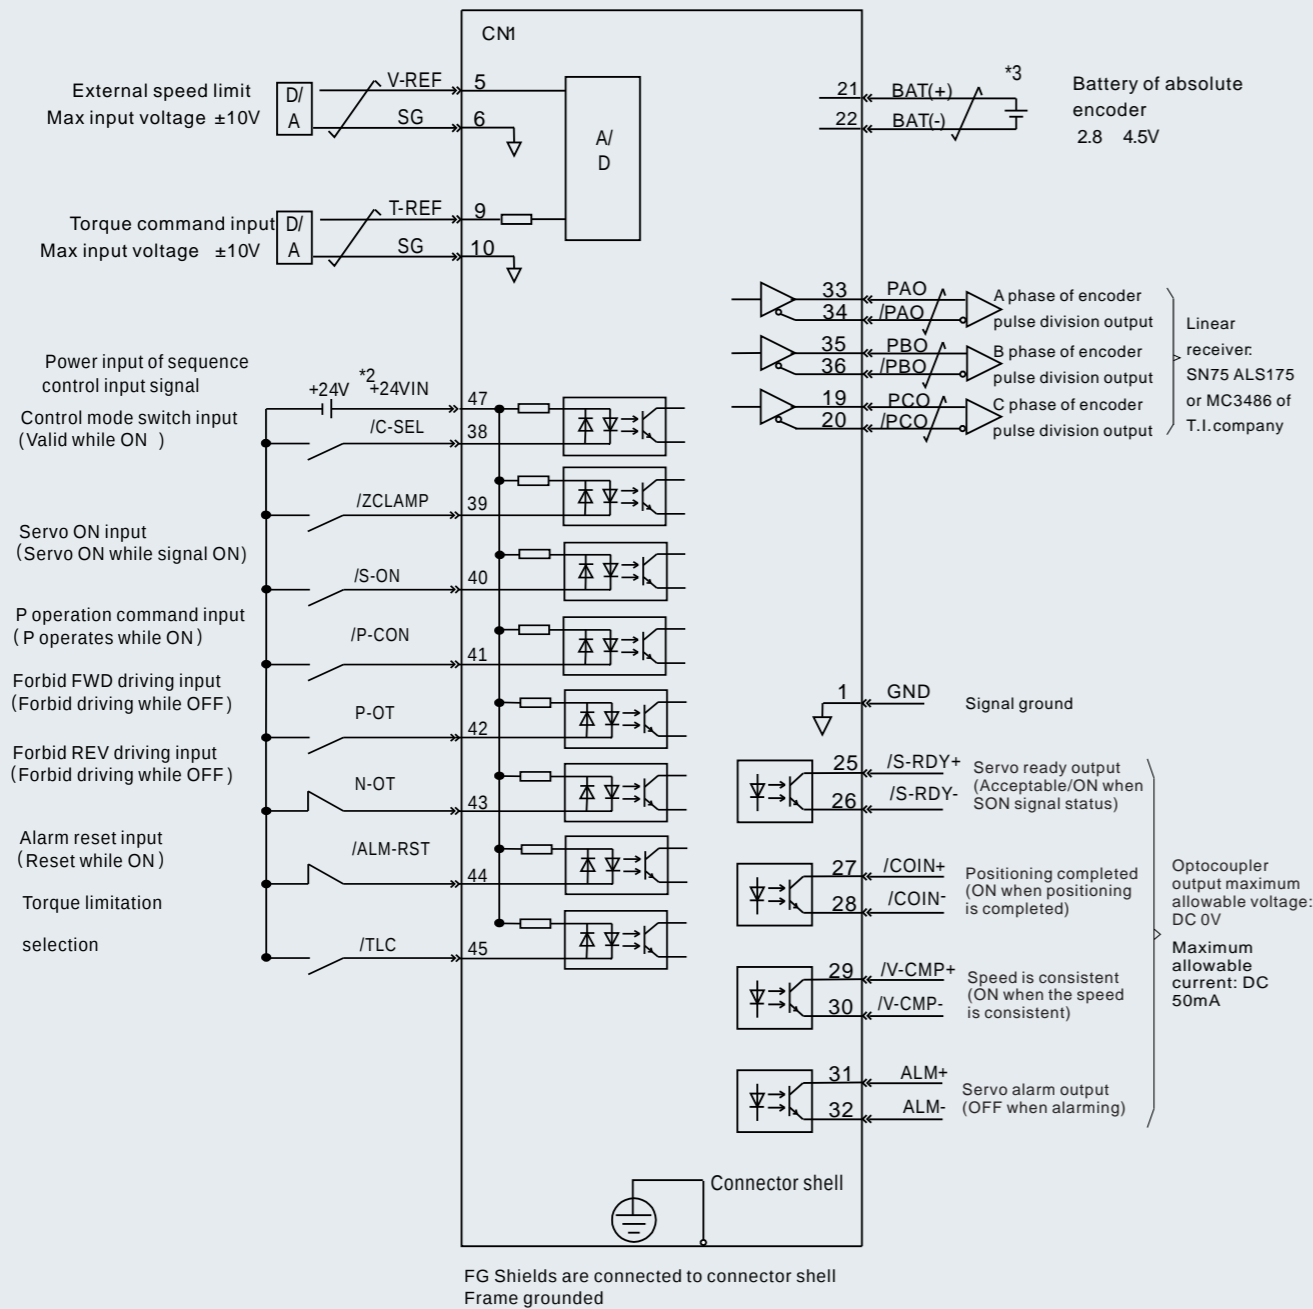 CN1
External speed limit
Max input voltage ±10V
D/
A
V-REF
5
SG
6
A/
D
Torque command input
Max input voltage ±10V
D/
A
T-REF
9
SG
10
21
BAT(+)
22
BAT(-)
*3
Battery of absolute
encoder
2.8 4.5V
33
PAO
34
/PAO
A phase of encoder
pulse division output
35
PBO
36
/PBO
B phase of encoder
pulse division output
19
PCO
20
/PCO
C phase of encoder
pulse division output
Linear
receiver:
SN75 ALS175
or MC3486 of
T.I.company
Power input of sequence
control input signal
+24V
*2
+24VIN
47
Control mode switch input
(Valid while ON )
/C-SEL
38
/ZCLAMP
39
Servo ON input
(Servo ON while signal ON)
/S-ON
40
P operation command input
( P operates while ON )
/P-CON
41
Forbid FWD driving input
(Forbid driving while OFF )
P-OT
42
Forbid REV driving input
(Forbid driving while OFF )
N-OT
43
Alarm reset input
(Reset while ON )
/ALM-RST
44
Torque limitation
selection
/TLC
45
1
GND
Signal ground
25
/S-RDY+
26
/S-RDY-
Servo ready output
(Acceptable/ON when
SON signal status)
27
/COIN+
28
/COIN-
Positioning completed
(ON when positioning
is completed)
29
/V-CMP+
30
/V-CMP-
Speed is consistent
(ON when the speed
is consistent)
31
ALM+
32
ALM-
Servo alarm output
(OFF when alarming)
Optocoupler
output maximum
allowable voltage:
DC 0V
Maximum
allowable
current: DC
50mA
Connector shell
FG Shields are connected to connector shell
Frame grounded